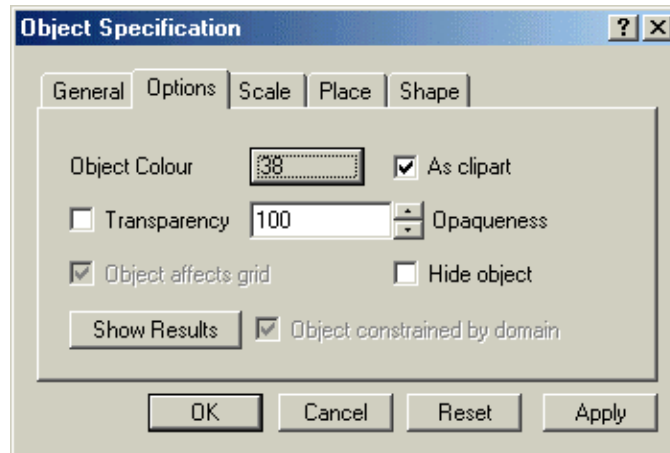 Object Specification
General Options Scale Place Shape
Object Colour 38 As clipart
Transparency 100 Opaqueness
Object affects grid Hide object
Show Results Object constrained by domain
OK Cancel Reset Apply